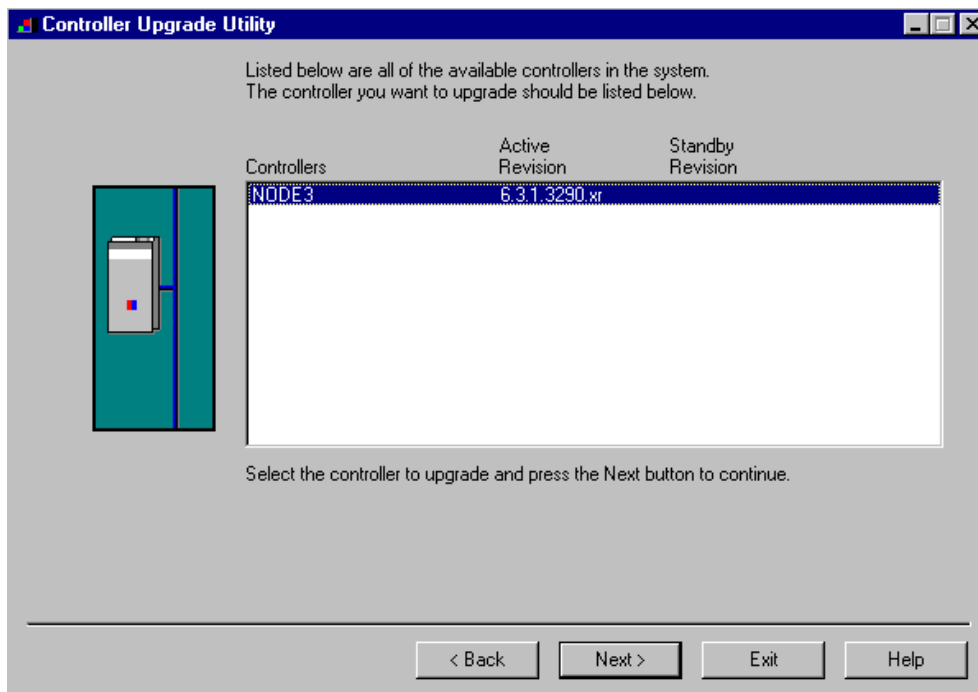 Controller Upgrade Utility
Listed below are all of the available controllers in the system.
The controller you want to upgrade should be listed below.
Active Standby
Controllers Revision Revision
NODE3 6.3.1.3290.xr
Select the controller to upgrade and press the Next button to continue.
< Back Next > Exit Help